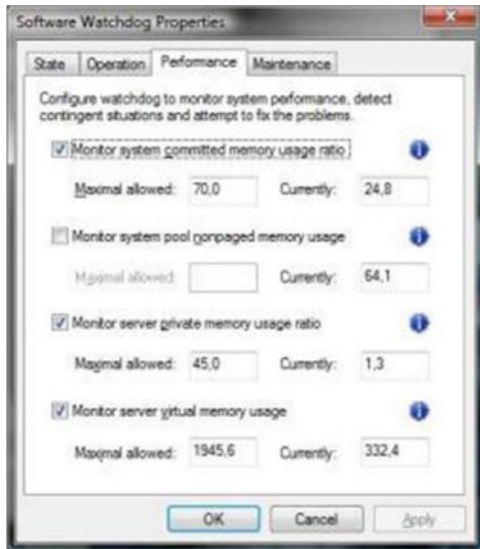 Software Watchdog Properties
State Operation Performance Maintenance
Configure watchdog to monitor system performance, detect
contingent situations and attempt to fix the problems.
Monitor system committed memory usage ratio
Maximal allowed: 70,0 Currently: 24,8
Monitor system pool nonpaged memory usage
Maximal allowed: Currently: 64,1
Monitor server private memory usage ratio
Maximal allowed: 45,0 Currently: 1,3
Monitor server virtual memory usage
Maximal allowed: 1945,6 Currently: 332,4
OK Cancel Apply